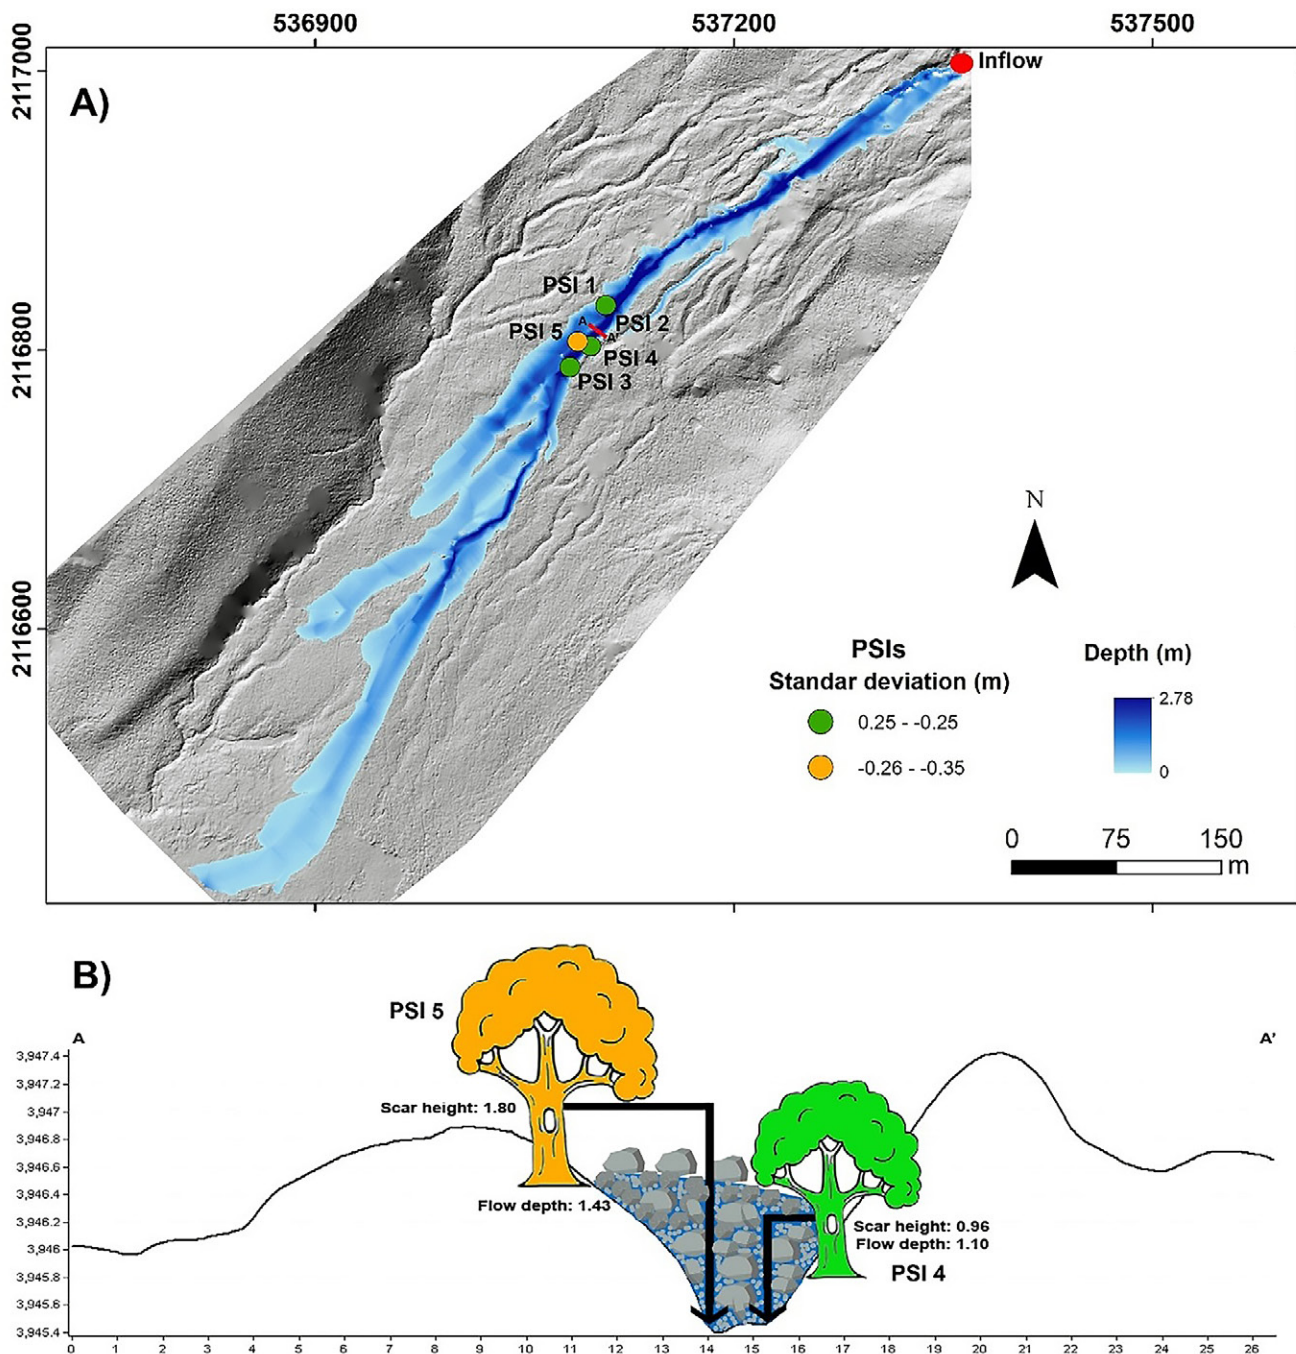 536900 537200 537500
2117000
2116800
2116600
A)
Inflow
PSI 1
PSI 2
PSI 5
A
A'
PSI 4
PSI 3
N
PSIs
Standar deviation (m)
0.25 - -0.25
-0.26 - -0.35
Depth (m)
2.78
0
0 75 150
m
B)
PSI 5
A
A'
3,947.4
3,947.2
3,947
3,946.8
3,946.6
3,946.4
3,946.2
3,946
3,945.8
3,945.6
3,945.4
Scar height: 1.80
Flow depth: 1.43
Scar height: 0.96
Flow depth: 1.10
PSI 4
0 1 2 3 4 5 6 7 8 9 10 11 12 13 14 15 16 17 18 19 20 21 22 23 24 25 26